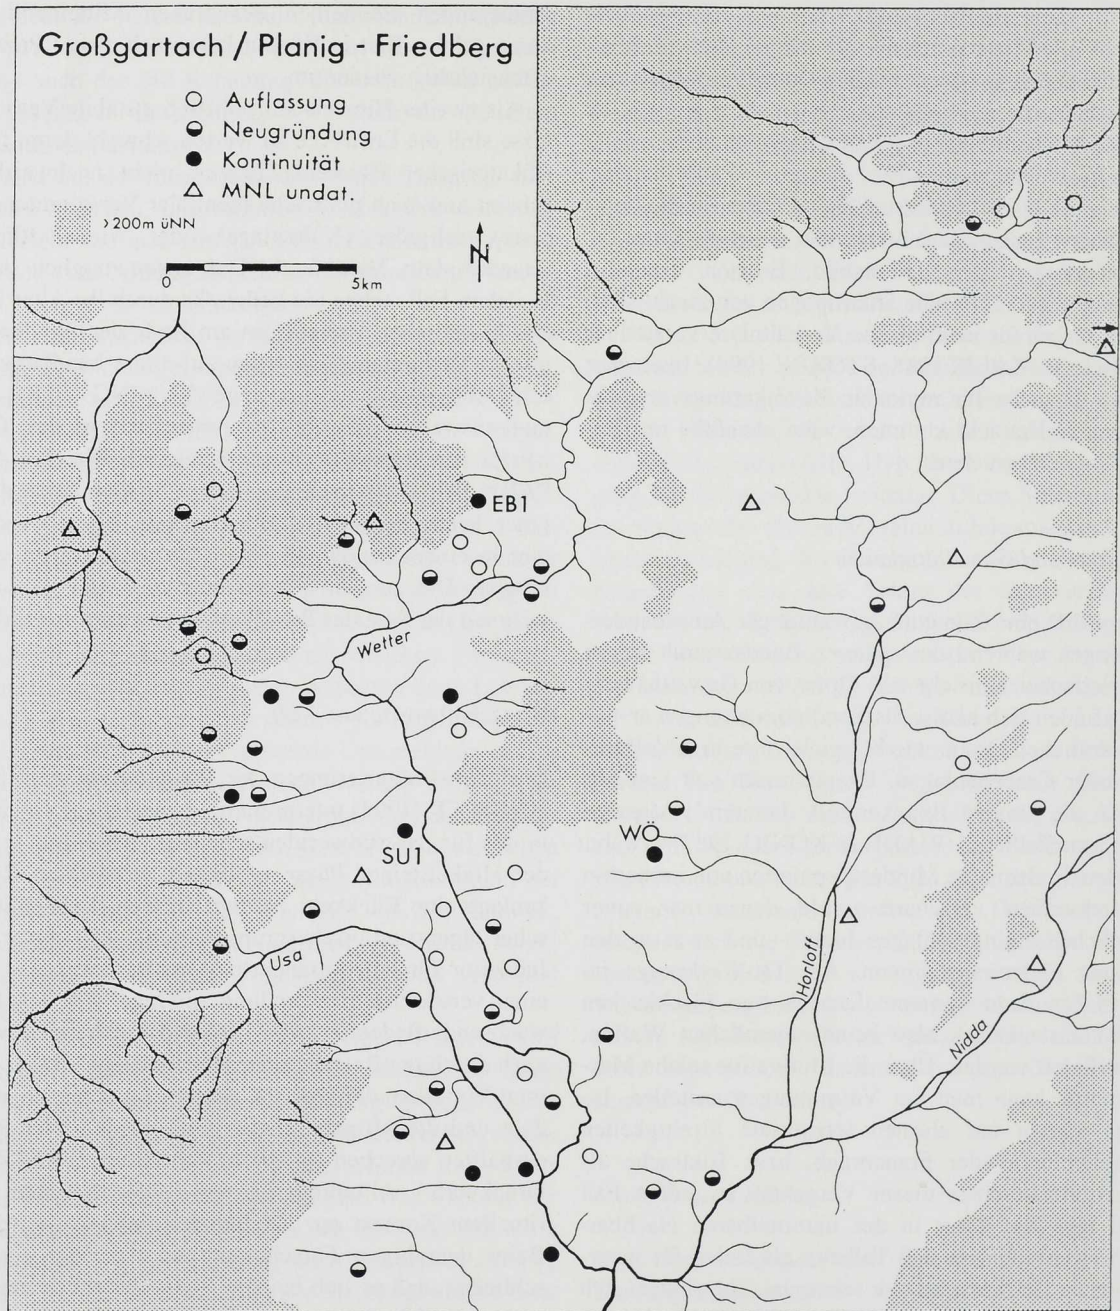 Großgartach / Planig - Friedberg
Auflassung
Neugründung
Kontinuität
MNL undat.
>200m üNN
N
0 5km
EB1
Wetter
WÖ
SU1
Usa
Horloff
Nidda